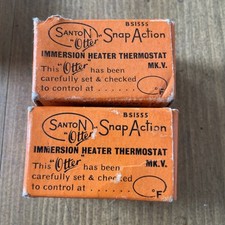 BS1555
SANTON "Otter" Snap Action
IMMERSION HEATER THERMOSTAT
This "Otter" has been MK.V.
carefully set & checked
to control at . . . . . . °F
BS1555
SANTON "Otter" Snap Action
IMMERSION HEATER THERMOSTAT
This "Otter" has been MK.V.
carefully set & checked
to control at . . . . . . °F